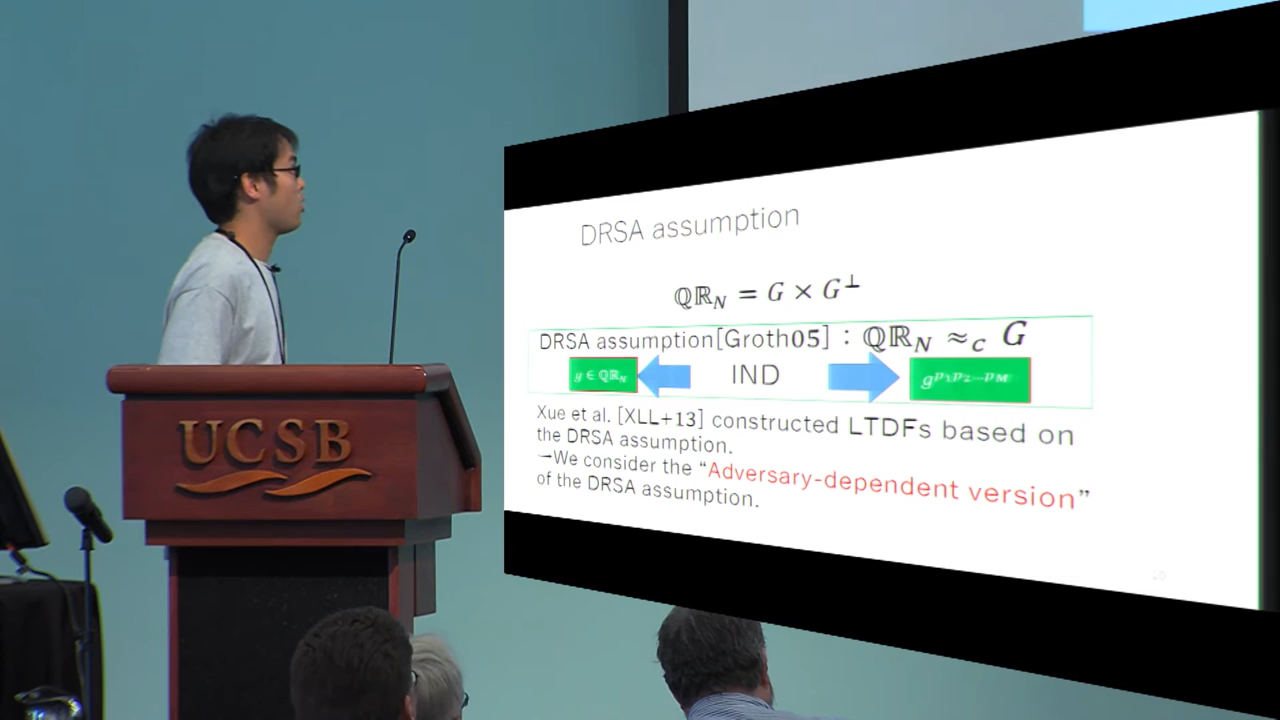 UCSB
DRSA assumption
ℚℝ_N = G × G^⊥
DRSA assumption[Groth05] : ℚℝ_N ≈_c G
g ∈ ℚℝ_N IND g^{p_1p_2…p_M}
Xue et al. [XLL+13] constructed LTDFs based on
the DRSA assumption.
→We consider the “Adversary-dependent version”
of the DRSA assumption.